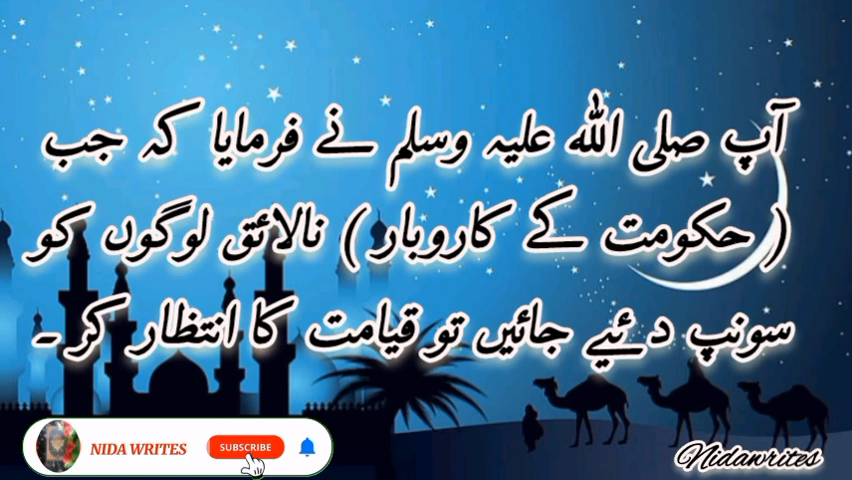 آپ صلی اللہ علیہ وسلم نے فرمایا کہ جب
( حکومت کے کاروبار ) نالائق لوگوں کو
سونپ دئیے جائیں تو قیامت کا انتظار کر ۔
NIDA WRITES
SUBSCRIBE
Nidawrites